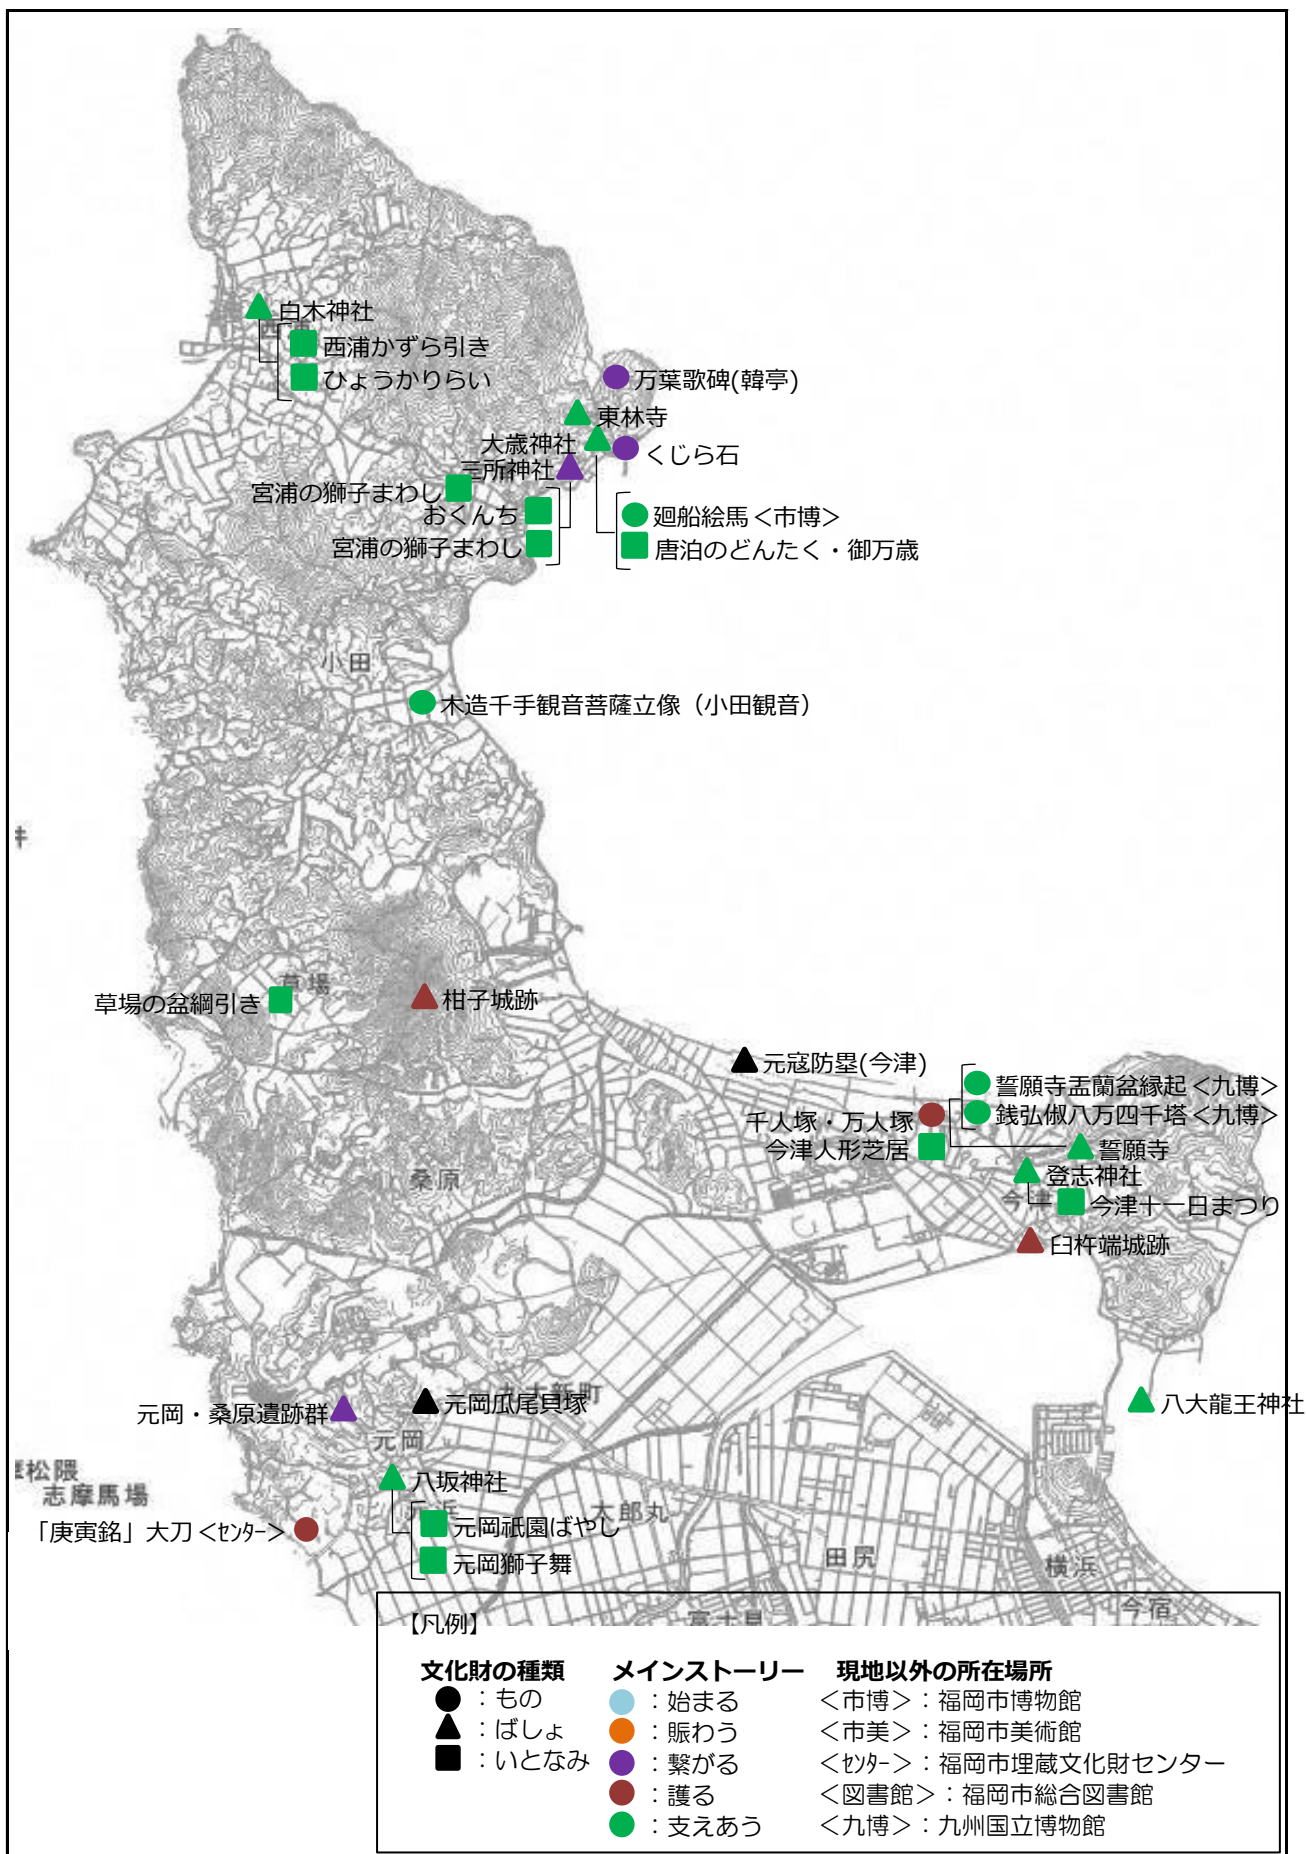 白木神社
西浦かずら引き
ひょうかりらい
万葉歌碑(韓亭)
東林寺
大歳神社
くじら石
三所神社
宮浦の獅子まわし
おくんち
宮浦の獅子まわし
廻船絵馬<市博>
唐泊のどんたく・御万歳
小田
木造千手観音菩薩立像（小田観音）
草場
草場の盆綱引き
柑子城跡
元寇防塁(今津)
誓願寺盂蘭盆縁起<九博>
銭弘俶八万四千塔<九博>
千人塚・万人塚
今津人形芝居
誓願寺
登志神社
今津
今津十一日まつり
桑原
臼杵端城跡
元岡・桑原遺跡群
元岡瓜尾貝塚
新町
八大龍王神社
元岡
松隈
志摩馬場
八坂神社
元浜
元岡祇園ばやし
太郎丸
「庚寅銘」大刀<ｾﾝﾀｰ>
元岡獅子舞
田尻
横浜
今宿
富士見
【凡例】
文化財の種類 メインストーリー 現地以外の所在場所
：もの ：始まる ＜市博＞：福岡市博物館
：ばしょ ：賑わう ＜市美＞：福岡市美術館
：いとなみ ：繋がる ＜ｾﾝﾀｰ＞：福岡市埋蔵文化財センター
：護る ＜図書館＞：福岡市総合図書館
：支えあう ＜九博＞：九州国立博物館